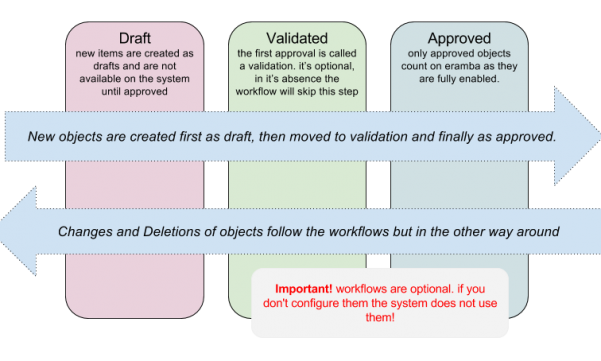 Draft
new items are created as
drafts and are not
available on the system
until approved
Validated
the first approval is called
a validation. it's optional,
in it's absence the
workflow will skip this step
Approved
only approved objects
count on eramba as they
are fully enabled.
New objects are created first as draft, then moved to validation and finally as approved.
Changes and Deletions of objects follow the workflows but in the other way around
Important! workflows are optional. if you
don't configure them the system does not use
them!